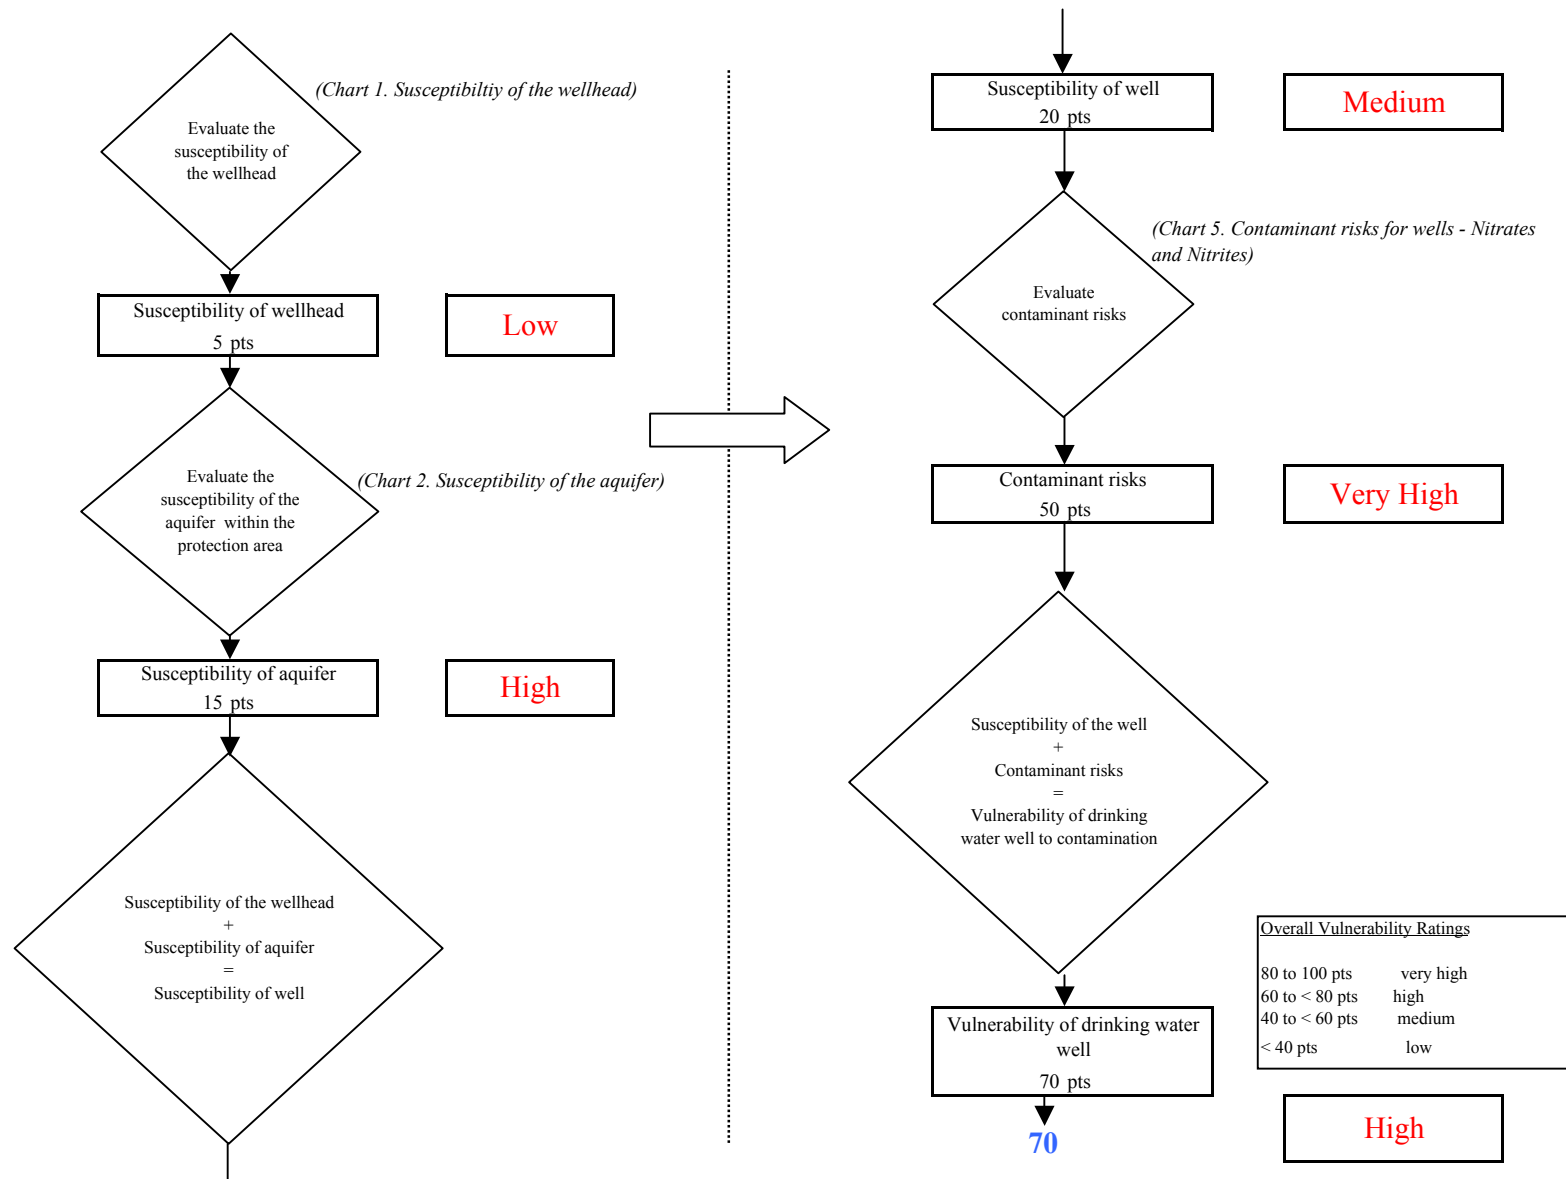 (Chart 1. Susceptibiltiy of the wellhead)
Evaluate the
susceptibility of
the wellhead
Susceptibility of wellhead
5 pts
Low
Evaluate the
susceptibility of the
aquifer within the
protection area
(Chart 2. Susceptibility of the aquifer)
Susceptibility of aquifer
15 pts
High
Susceptibility of the wellhead
+
Susceptibility of aquifer
=
Susceptibility of well
Susceptibility of well
20 pts
Medium
(Chart 5. Contaminant risks for wells - Nitrates
and Nitrites)
Evaluate
contaminant risks
Contaminant risks
50 pts
Very High
Susceptibility of the well
+
Contaminant risks
=
Vulnerability of drinking
water well to contamination
Overall Vulnerability Ratings
80 to 100 pts very high
60 to < 80 pts high
40 to < 60 pts medium
< 40 pts low
Vulnerability of drinking water
well
70 pts
70
High